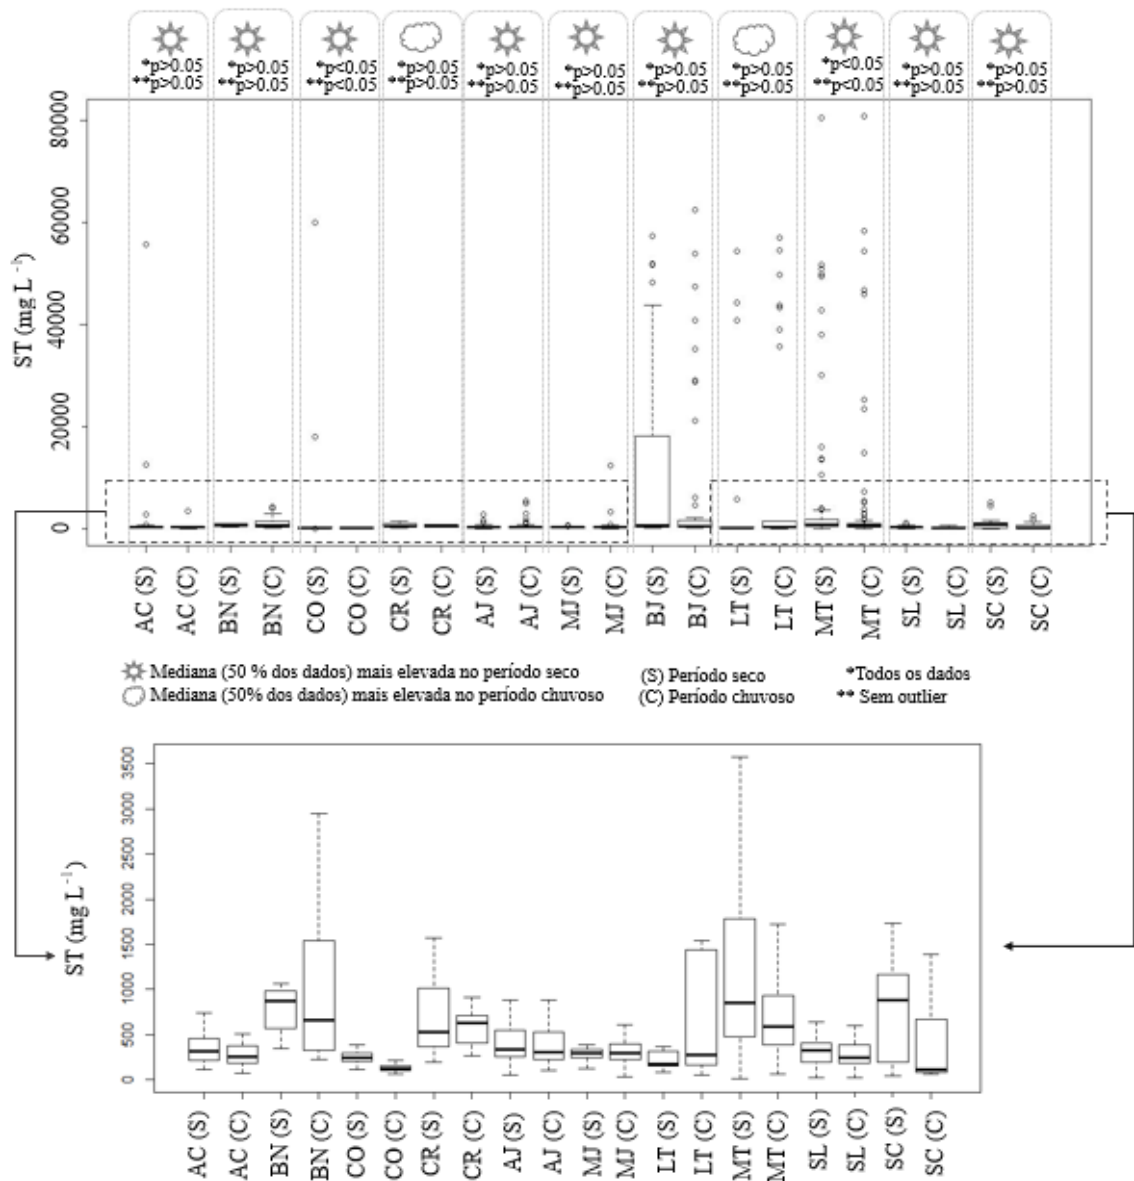 *p>0.05 *p>0.05 *p<0.05 *p>0.05 *p>0.05 *p>0.05 *p>0.05 *p>0.05 *p<0.05 *p>0.05 *p>0.05
**p>0.05 **p>0.05 **p<0.05 **p>0.05 **p>0.05 **p>0.05 **p>0.05 **p>0.05 **p<0.05 **p>0.05 **p>0.05
ST (mg L⁻¹)
80000
60000
40000
20000
0
AC (S) AC (C) BN (S) BN (C) CO (S) CO (C) CR (S) CR (C) AJ (S) AJ (C) MJ (S) MJ (C) BJ (S) BJ (C) LT (S) LT (C) MT (S) MT (C) SL (S) SL (C) SC (S) SC (C)
Mediana (50 % dos dados) mais elevada no período seco (S) Período seco *Todos os dados
Mediana (50% dos dados) mais elevada no período chuvoso (C) Período chuvoso ** Sem outlier
ST (mg L⁻¹)
3500
3000
2500
2000
1500
1000
500
0
AC (S) AC (C) BN (S) BN (C) CO (S) CO (C) CR (S) CR (C) AJ (S) AJ (C) MJ (S) MJ (C) LT (S) LT (C) MT (S) MT (C) SL (S) SL (C) SC (S) SC (C)